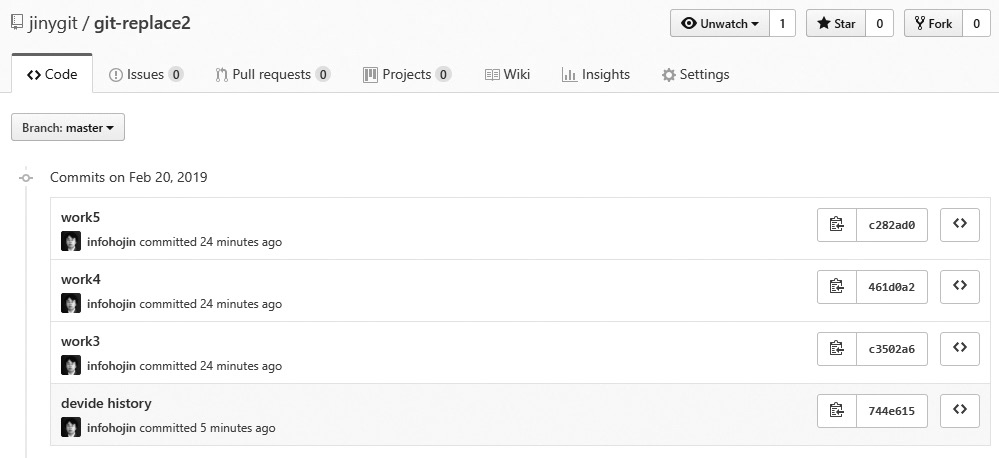 jinygit / git-replace2
Unwatch 1 Star 0 Fork 0
Code Issues 0 Pull requests 0 Projects 0 Wiki Insights Settings
Branch: master
Commits on Feb 20, 2019
work5
infohojin committed 24 minutes ago
c282ad0
work4
infohojin committed 24 minutes ago
461d0a2
work3
infohojin committed 24 minutes ago
c3502a6
devide history
infohojin committed 5 minutes ago
744e615